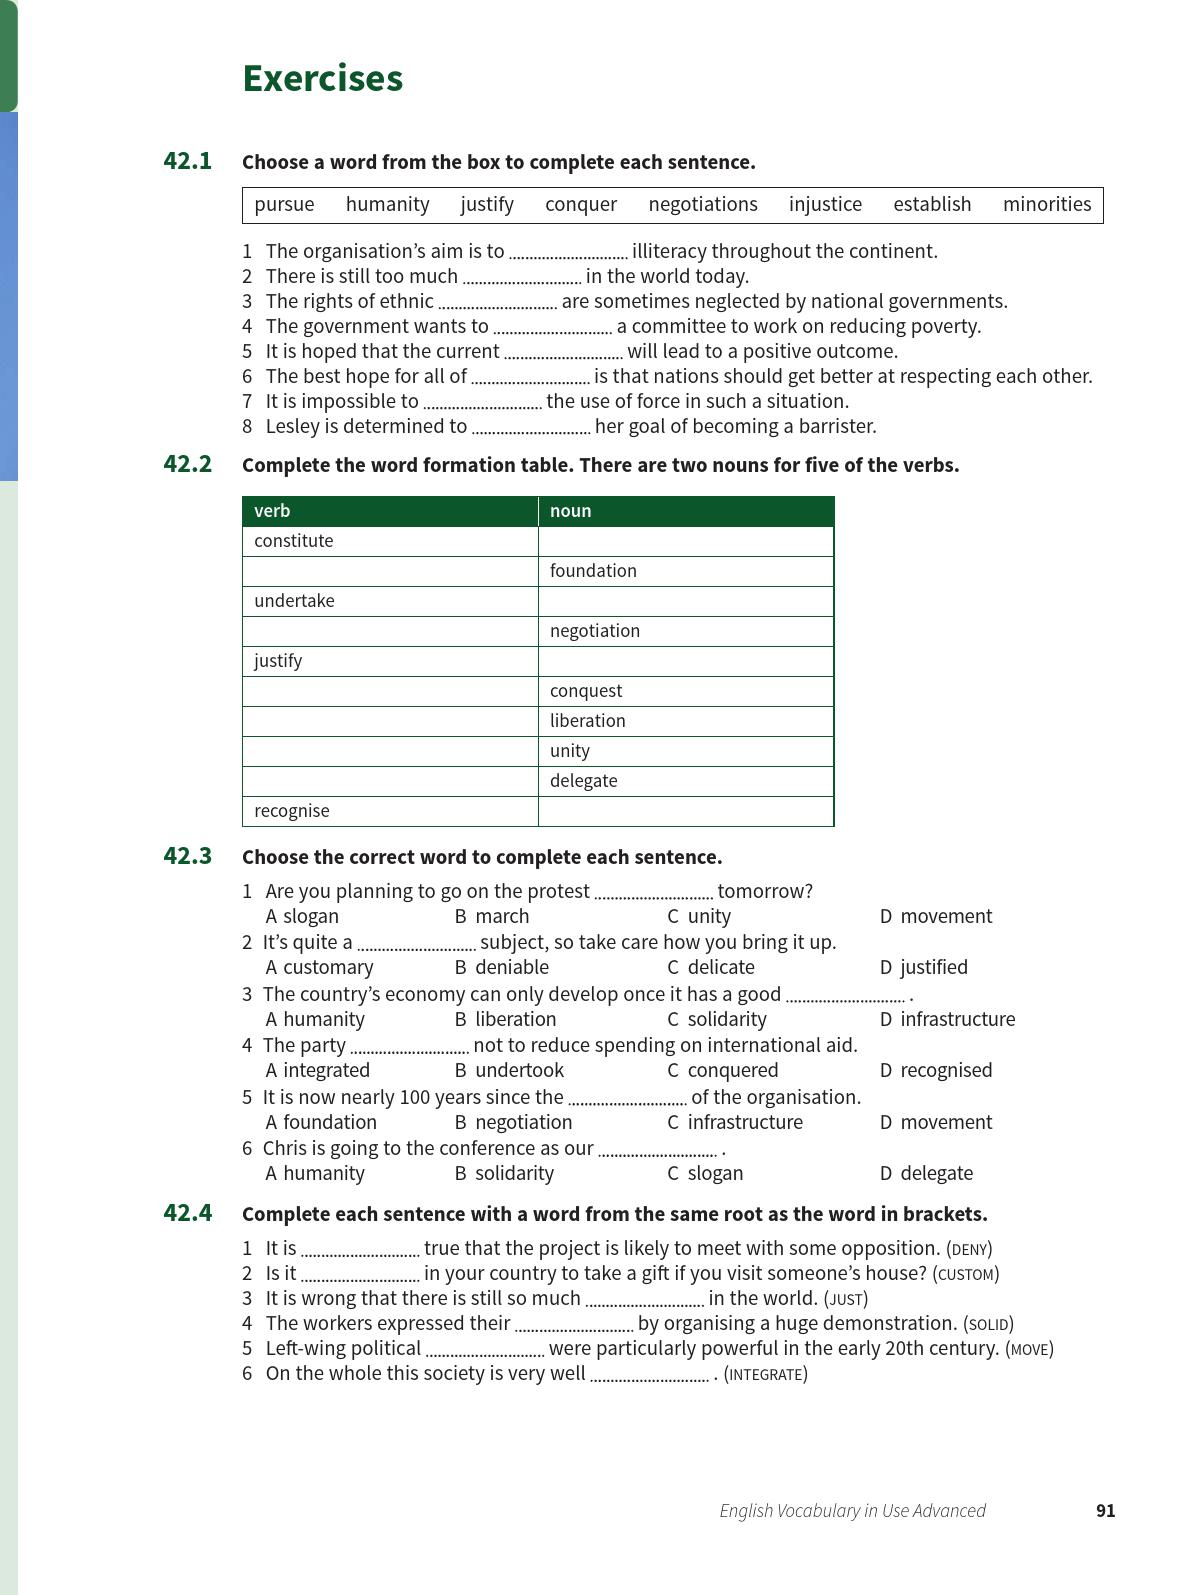 Exercises
42.1 Choose a word from the box to complete each sentence.
pursue humanity justify conquer negotiations injustice establish minorities
1 The organisation's aim is to ............................ illiteracy throughout the continent.
2 There is still too much ............................ in the world today.
3 The rights of ethnic ............................ are sometimes neglected by national governments.
4 The government wants to ............................ a committee to work on reducing poverty.
5 It is hoped that the current ............................ will lead to a positive outcome.
6 The best hope for all of ............................ is that nations should get better at respecting each other.
7 It is impossible to ............................ the use of force in such a situation.
8 Lesley is determined to ............................ her goal of becoming a barrister.
42.2 Complete the word formation table. There are two nouns for five of the verbs.
verb noun
constitute
foundation
undertake
negotiation
justify
conquest
liberation
unity
delegate
recognise
42.3 Choose the correct word to complete each sentence.
1 Are you planning to go on the protest ............................ tomorrow?
A slogan B march C unity D movement
2 It's quite a ............................ subject, so take care how you bring it up.
A customary B deniable C delicate D justified
3 The country's economy can only develop once it has a good ............................ .
A humanity B liberation C solidarity D infrastructure
4 The party ............................ not to reduce spending on international aid.
A integrated B undertook C conquered D recognised
5 It is now nearly 100 years since the ............................ of the organisation.
A foundation B negotiation C infrastructure D movement
6 Chris is going to the conference as our ............................ .
A humanity B solidarity C slogan D delegate
42.4 Complete each sentence with a word from the same root as the word in brackets.
1 It is ............................ true that the project is likely to meet with some opposition. (DENY)
2 Is it ............................ in your country to take a gift if you visit someone's house? (CUSTOM)
3 It is wrong that there is still so much ............................ in the world. (JUST)
4 The workers expressed their ............................ by organising a huge demonstration. (SOLID)
5 Left-wing political ............................ were particularly powerful in the early 20th century. (MOVE)
6 On the whole this society is very well ............................ . (INTEGRATE)
English Vocabulary in Use Advanced 91